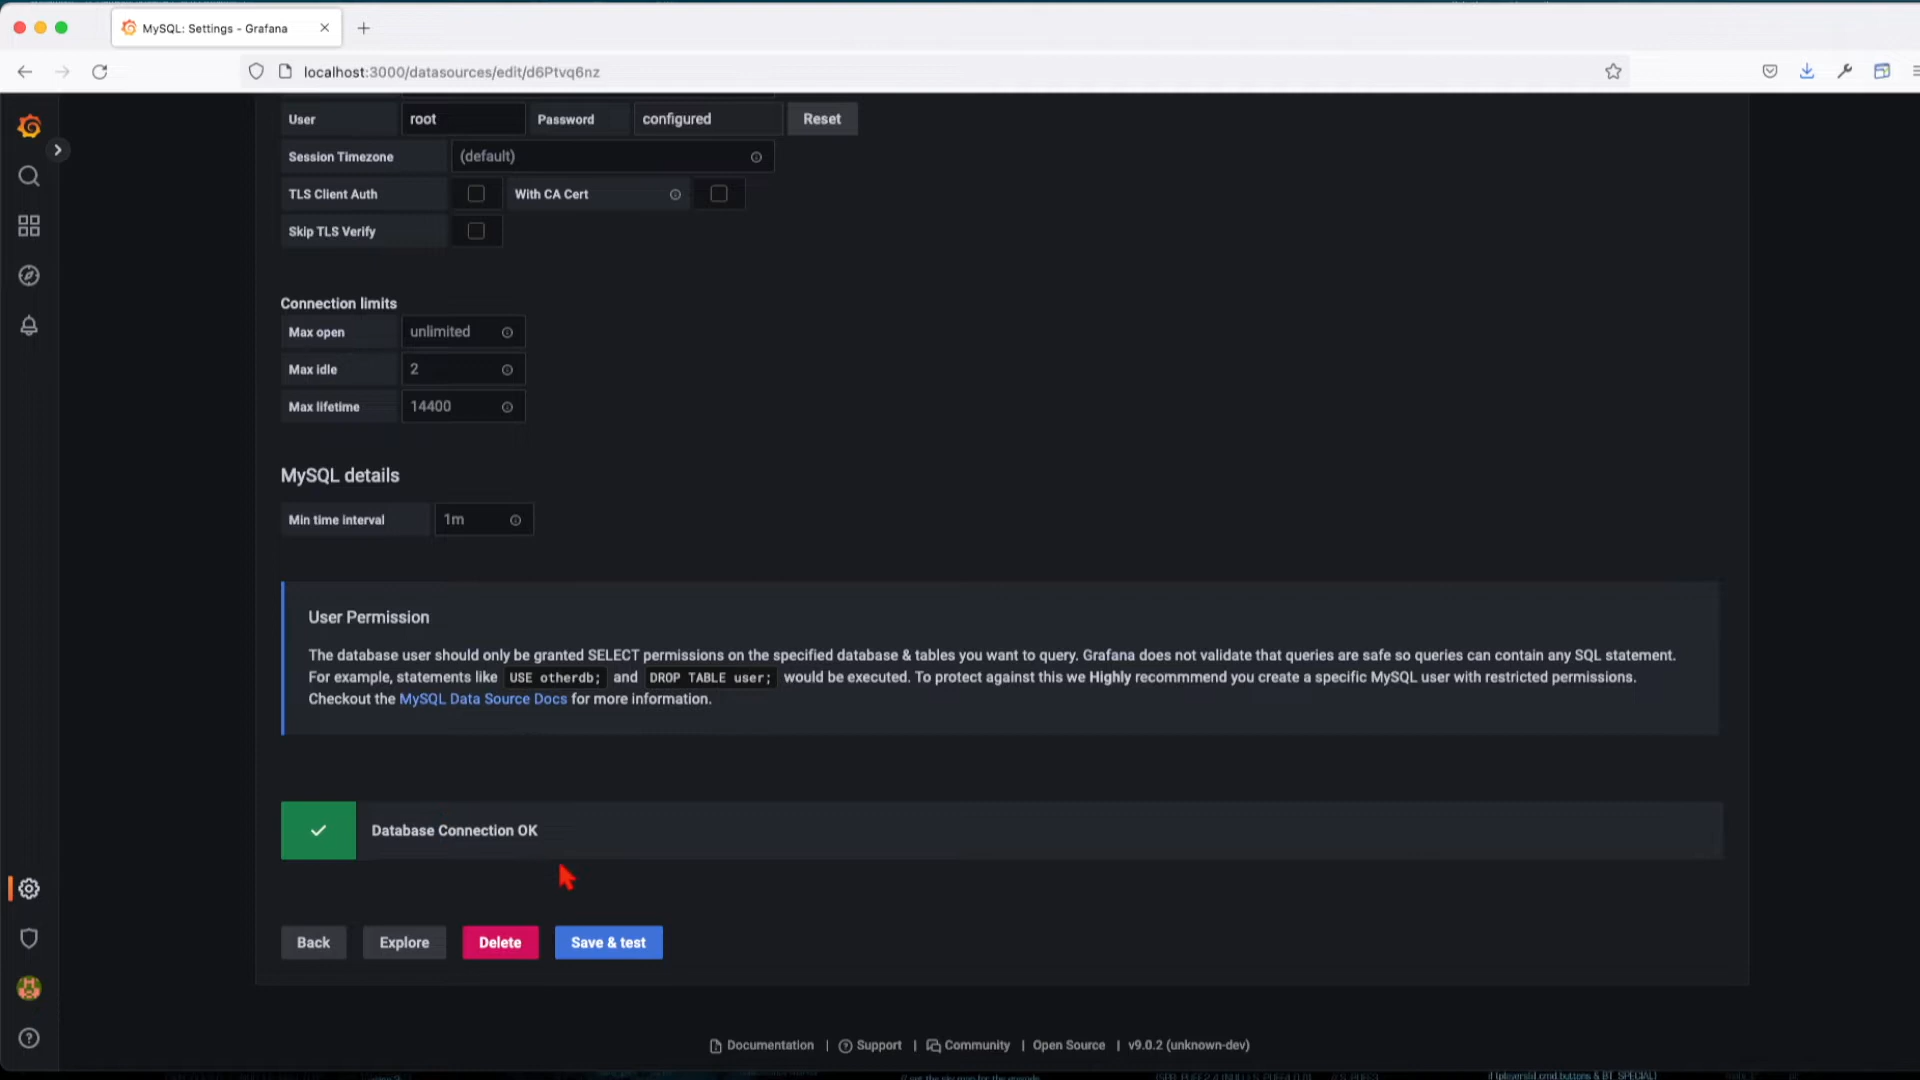 MySQL: Settings - Grafana
localhost:3000/datasources/edit/d6Ptvq6nz
User root Password configured Reset
Session Timezone (default)
TLS Client Auth With CA Cert
Skip TLS Verify
Connection limits
Max open unlimited
Max idle 2
Max lifetime 14400
MySQL details
Min time interval 1m
User Permission
The database user should only be granted SELECT permissions on the specified database & tables you want to query. Grafana does not validate that queries are safe so queries can contain any SQL statement.
For example, statements like USE otherdb; and DROP TABLE user; would be executed. To protect against this we Highly recommmend you create a specific MySQL user with restricted permissions.
Checkout the MySQL Data Source Docs for more information.
Database Connection OK
Back Explore Delete Save & test
Documentation | Support | Community | Open Source | v9.0.2 (unknown-dev)